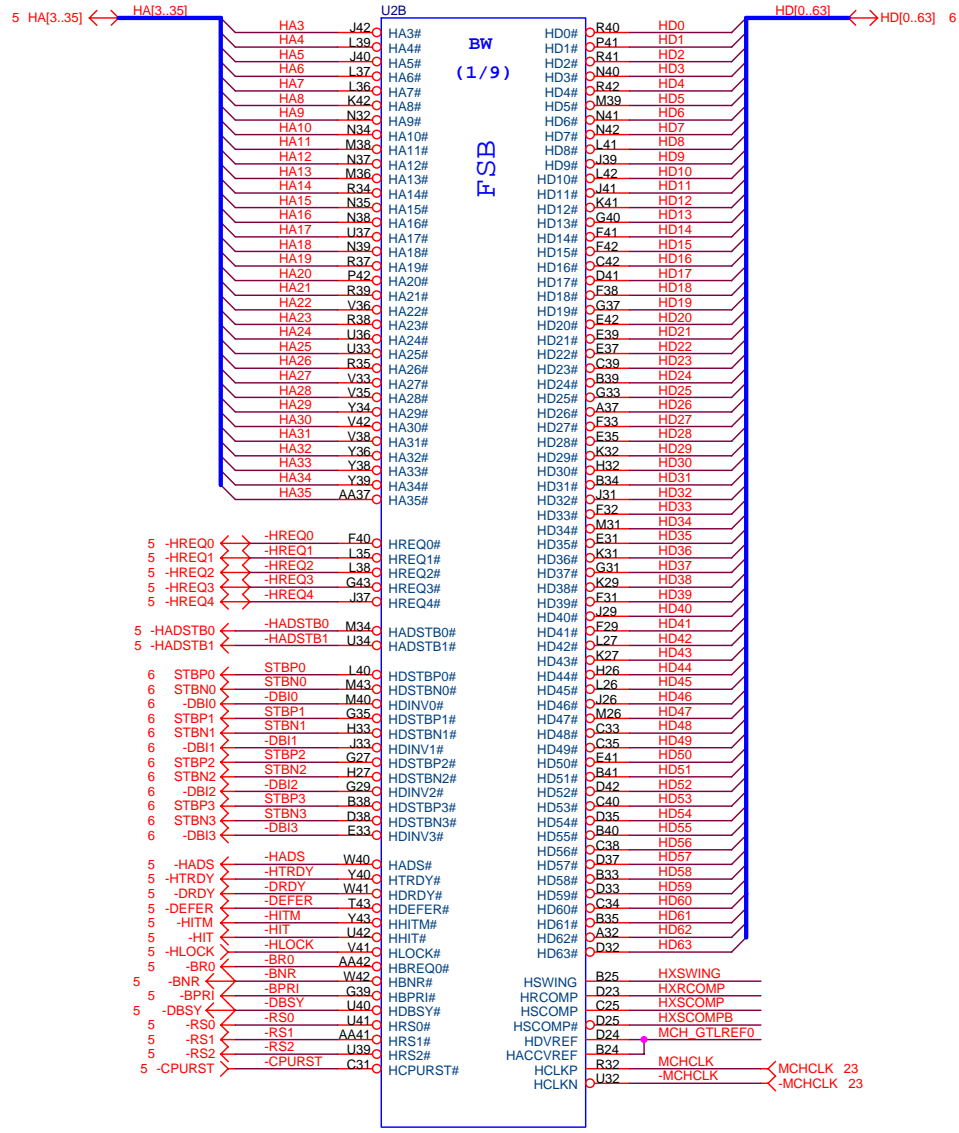 5 HA[3..35] HA[3..35]
U2B
BW
(1/9)
FSB
HA3 J42 HA3#
HA4 L39 HA4#
HA5 J40 HA5#
HA6 L37 HA6#
HA7 L36 HA7#
HA8 K42 HA8#
HA9 N32 HA9#
HA10 N34 HA10#
HA11 M38 HA11#
HA12 N37 HA12#
HA13 M36 HA13#
HA14 R34 HA14#
HA15 N35 HA15#
HA16 N38 HA16#
HA17 U37 HA17#
HA18 N39 HA18#
HA19 R37 HA19#
HA20 P42 HA20#
HA21 R39 HA21#
HA22 V36 HA22#
HA23 R38 HA23#
HA24 U36 HA24#
HA25 U33 HA25#
HA26 R35 HA26#
HA27 V33 HA27#
HA28 V35 HA28#
HA29 Y34 HA29#
HA30 V42 HA30#
HA31 V38 HA31#
HA32 Y36 HA32#
HA33 Y38 HA33#
HA34 Y39 HA34#
HA35 AA37 HA35#
5 -HREQ0 -HREQ0 F40 HREQ0#
5 -HREQ1 -HREQ1 L35 HREQ1#
5 -HREQ2 -HREQ2 L38 HREQ2#
5 -HREQ3 -HREQ3 G43 HREQ3#
5 -HREQ4 -HREQ4 J37 HREQ4#
5 -HADSTB0 -HADSTB0 M34 HADSTB0#
5 -HADSTB1 -HADSTB1 U34 HADSTB1#
6 STBP0 STBP0 L40 HDSTBP0#
6 STBN0 STBN0 M43 HDSTBN0#
6 -DBI0 -DBI0 M40 HDINV0#
6 STBP1 STBP1 G35 HDSTBP1#
6 STBN1 STBN1 H33 HDSTBN1#
6 -DBI1 -DBI1 J33 HDINV1#
6 STBP2 STBP2 G27 HDSTBP2#
6 STBN2 STBN2 H27 HDSTBN2#
6 -DBI2 -DBI2 G29 HDINV2#
6 STBP3 STBP3 B38 HDSTBP3#
6 STBN3 STBN3 D38 HDSTBN3#
6 -DBI3 -DBI3 E33 HDINV3#
5 -HADS -HADS W40 HADS#
5 -HTRDY -HTRDY Y40 HTRDY#
5 -DRDY -DRDY W41 HDRDY#
5 -DEFER -DEFER T43 HDEFER#
5 -HITM -HITM Y43 HHITM#
5 -HIT -HIT U42 HHIT#
5 -HLOCK -HLOCK V41 HLOCK#
5 -BR0 -BR0 AA42 HBREQ0#
5 -BNR -BNR W42 HBNR#
5 -BPRI -BPRI G39 HBPRI#
5 -DBSY -DBSY U40 HDBSY#
5 -RS0 -RS0 U41 HRS0#
5 -RS1 -RS1 AA41 HRS1#
5 -RS2 -RS2 U39 HRS2#
5 -CPURST -CPURST C31 HCPURST#
HD[0..63] HD[0..63] 6
HD0# R40 HD0
HD1# P41 HD1
HD2# R41 HD2
HD3# N40 HD3
HD4# R42 HD4
HD5# M39 HD5
HD6# N41 HD6
HD7# N42 HD7
HD8# L41 HD8
HD9# J39 HD9
HD10# L42 HD10
HD11# J41 HD11
HD12# K41 HD12
HD13# G40 HD13
HD14# F41 HD14
HD15# F42 HD15
HD16# C42 HD16
HD17# D41 HD17
HD18# F38 HD18
HD19# G37 HD19
HD20# E42 HD20
HD21# E39 HD21
HD22# E37 HD22
HD23# C39 HD23
HD24# B39 HD24
HD25# G33 HD25
HD26# A37 HD26
HD27# F33 HD27
HD28# E35 HD28
HD29# K32 HD29
HD30# H32 HD30
HD31# B34 HD31
HD32# J31 HD32
HD33# F32 HD33
HD34# M31 HD34
HD35# E31 HD35
HD36# K31 HD36
HD37# G31 HD37
HD38# K29 HD38
HD39# F31 HD39
HD40# J29 HD40
HD41# F29 HD41
HD42# L27 HD42
HD43# K27 HD43
HD44# H26 HD44
HD45# L26 HD45
HD46# J26 HD46
HD47# M26 HD47
HD48# C33 HD48
HD49# C35 HD49
HD50# E41 HD50
HD51# B41 HD51
HD52# D42 HD52
HD53# C40 HD53
HD54# D35 HD54
HD55# B40 HD55
HD56# C38 HD56
HD57# D37 HD57
HD58# B33 HD58
HD59# D33 HD59
HD60# C34 HD60
HD61# B35 HD61
HD62# A32 HD62
HD63# D32 HD63
HSWING B25 HXSWING
HRCOMP D23 HXRCOMP
HSCOMP C25 HXSCOMP
HSCOMP# D25 HXSCOMPB
HDVREF D24 MCH_GTLREF0
HACCVREF B24
HCLKP R32 MCHCLK MCHCLK 23
HCLKN U32 -MCHCLK -MCHCLK 23